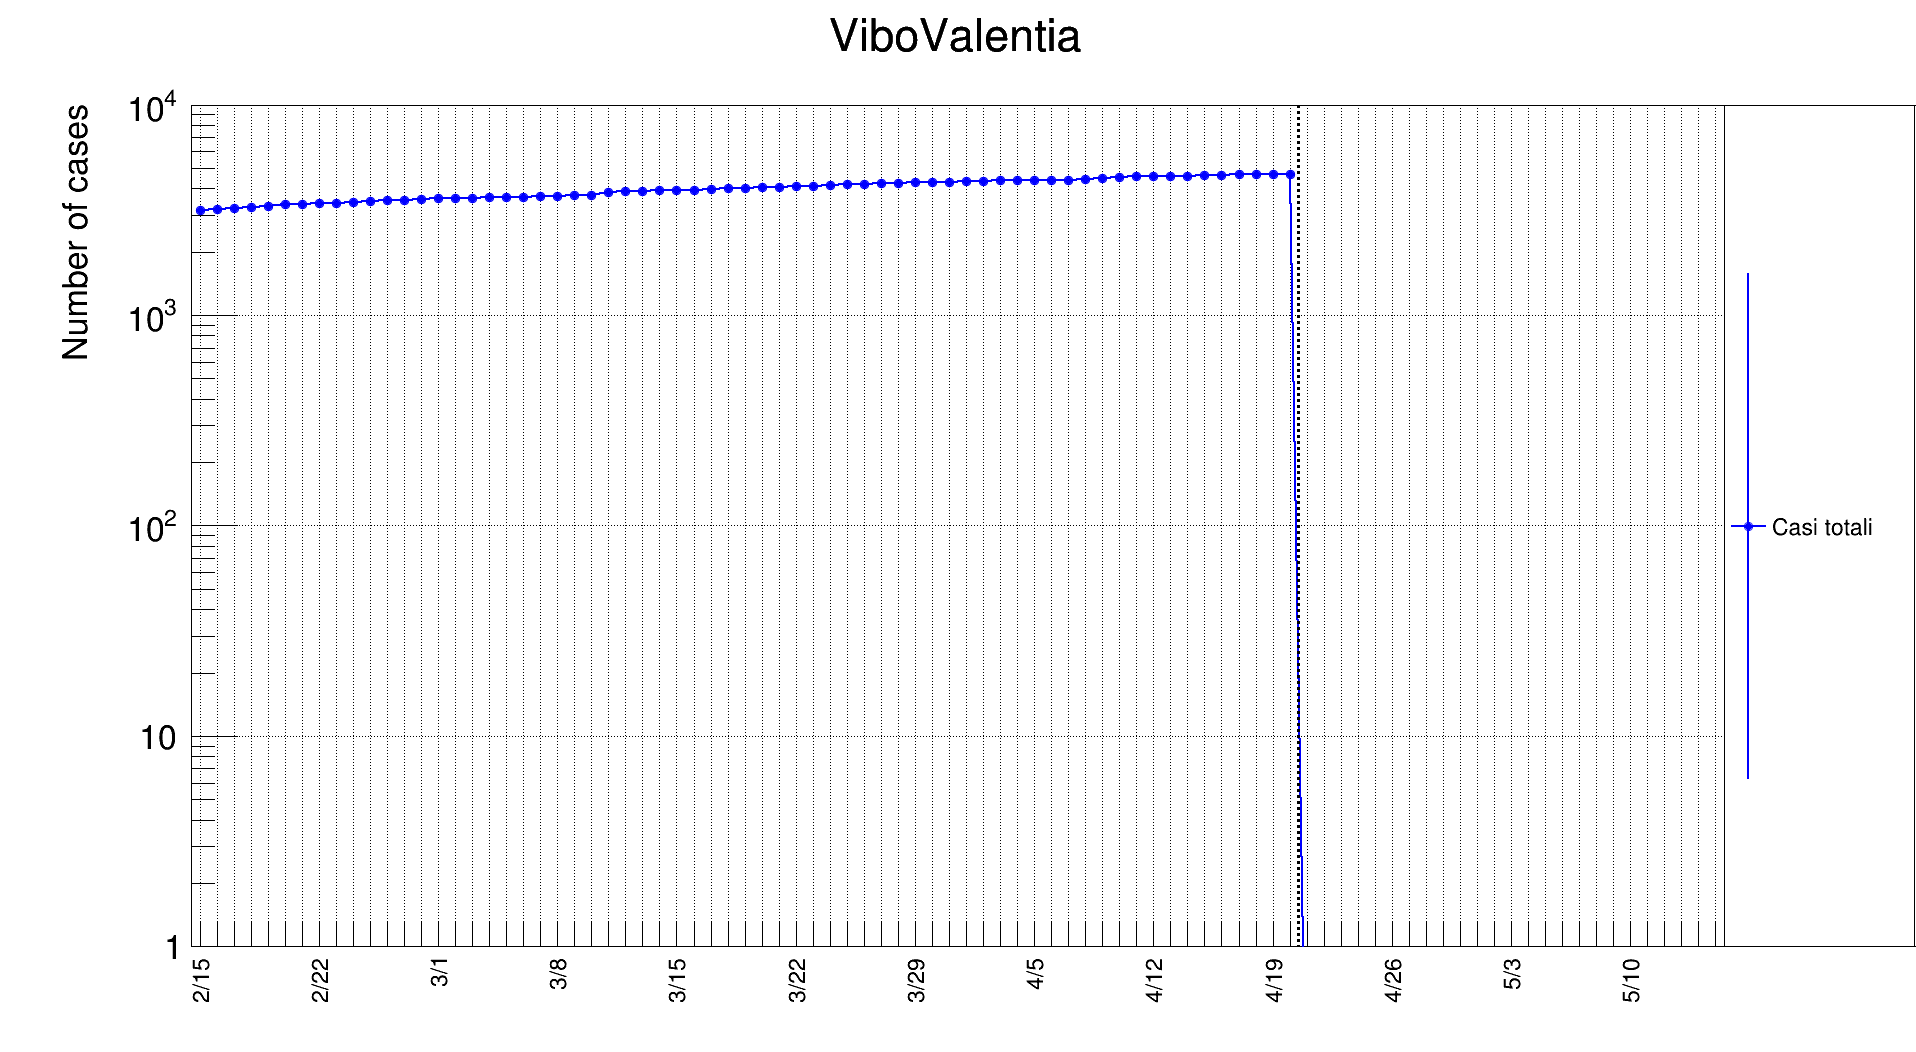 ViboValentia
Number of cases
10^4
10^3
10^2
10
1
2/15 2/22 3/1 3/8 3/15 3/22 3/29 4/5 4/12 4/19 4/26 5/3 5/10
Casi totali